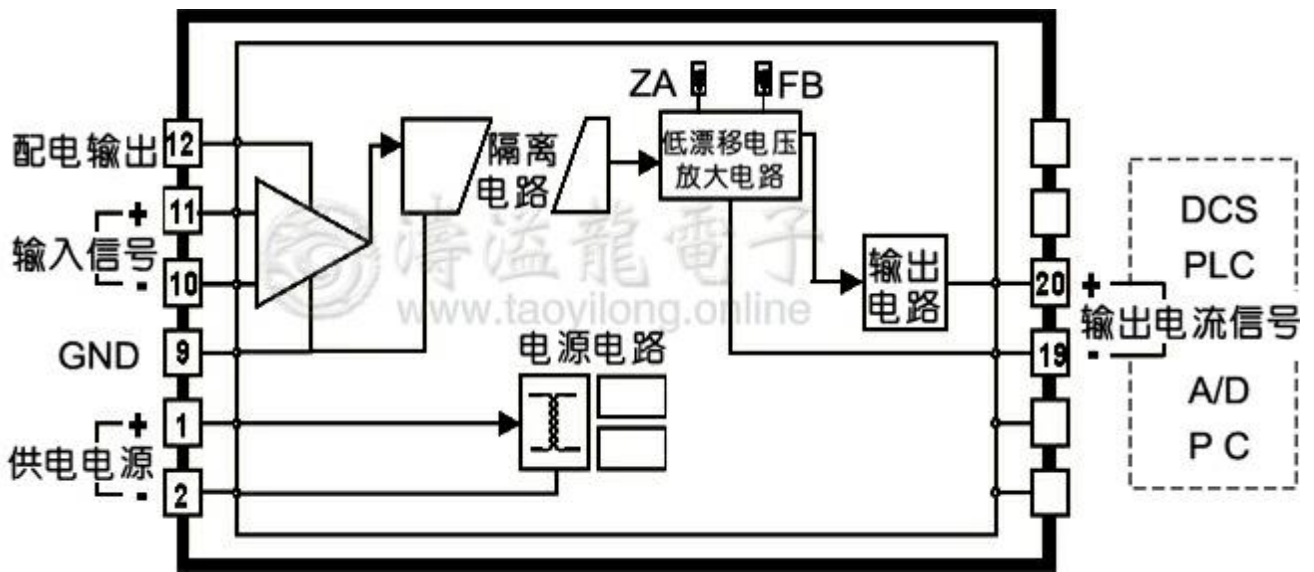 ZA
FB
配电输出
12
隔离
电路
低漂移电压
放大电路
+
11
输入信号
-
10
濤溢龍電子
www.taoyilong.online
输出
电路
20
+
输出电流信号
19
-
DCS
PLC
A/D
P C
GND
9
电源电路
+
1
供电电源
-
2